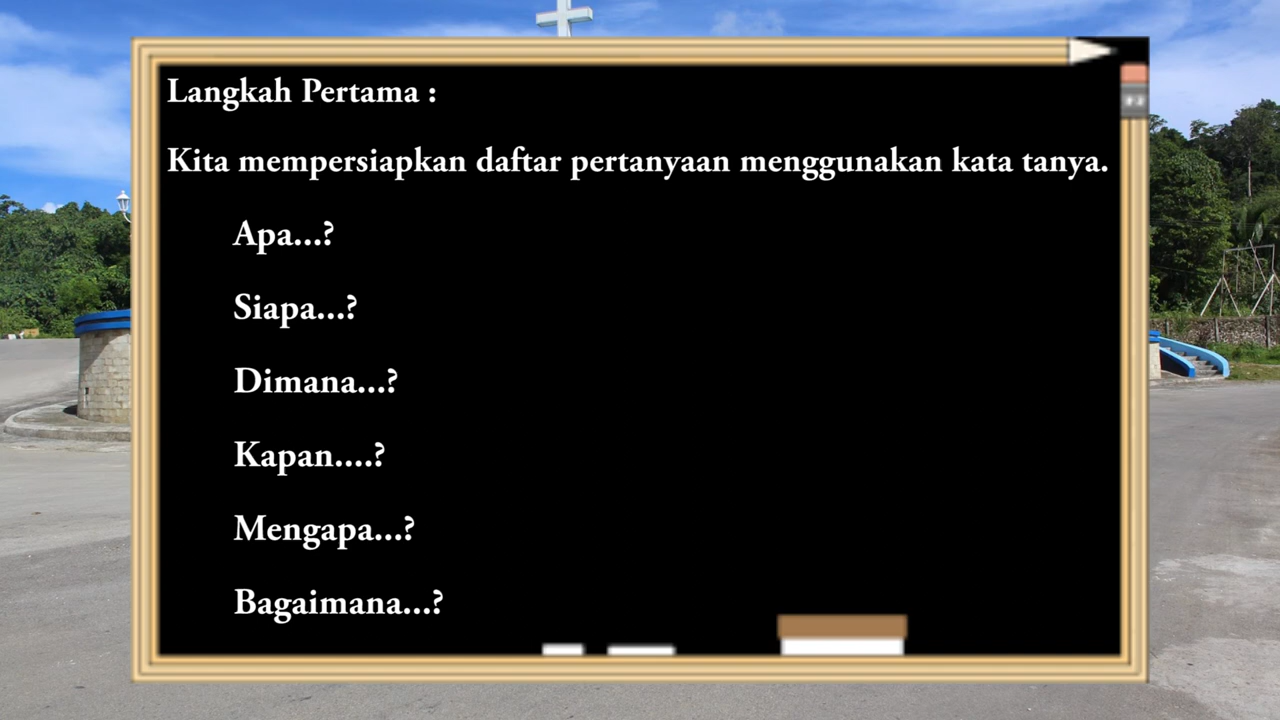 Langkah Pertama :
Kita mempersiapkan daftar pertanyaan menggunakan kata tanya.
Apa...?
Siapa...?
Dimana...?
Kapan....?
Mengapa...?
Bagaimana...?